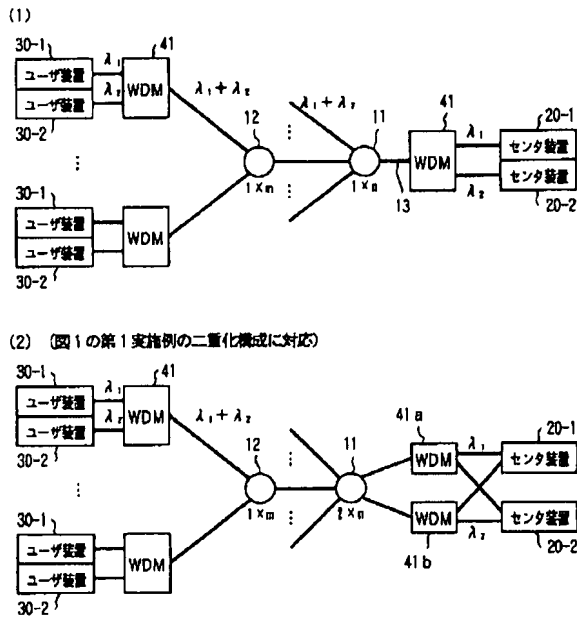 (1)
30-1
λ1
41
ユーザ装置
ユーザ装置
λ2
WDM
30-2
λ1+λ2
λ1+λ2
12
11
41
λ1
20-1
センタ装置
センタ装置
WDM
λ2
20-2
1×m
1×n
13
30-1
ユーザ装置
ユーザ装置
WDM
30-2
(2) (図1の第1実施例の二重化構成に対応)
30-1
λ1
41
ユーザ装置
ユーザ装置
λ2
WDM
30-2
λ1+λ2
12
11
41a
λ1
20-1
WDM
センタ装置
1×m
2×n
WDM
λ2
センタ装置
41b
20-2
30-1
ユーザ装置
ユーザ装置
WDM
30-2